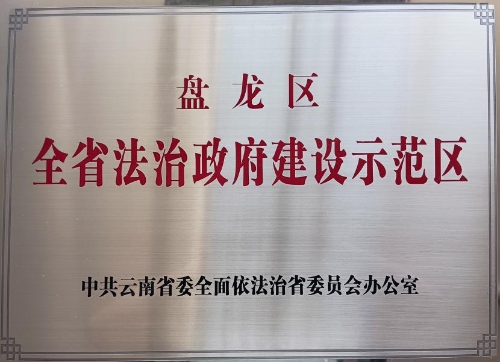 盘龙区
全省法治政府建设示范区
中共云南省委全面依法治省委员会办公室